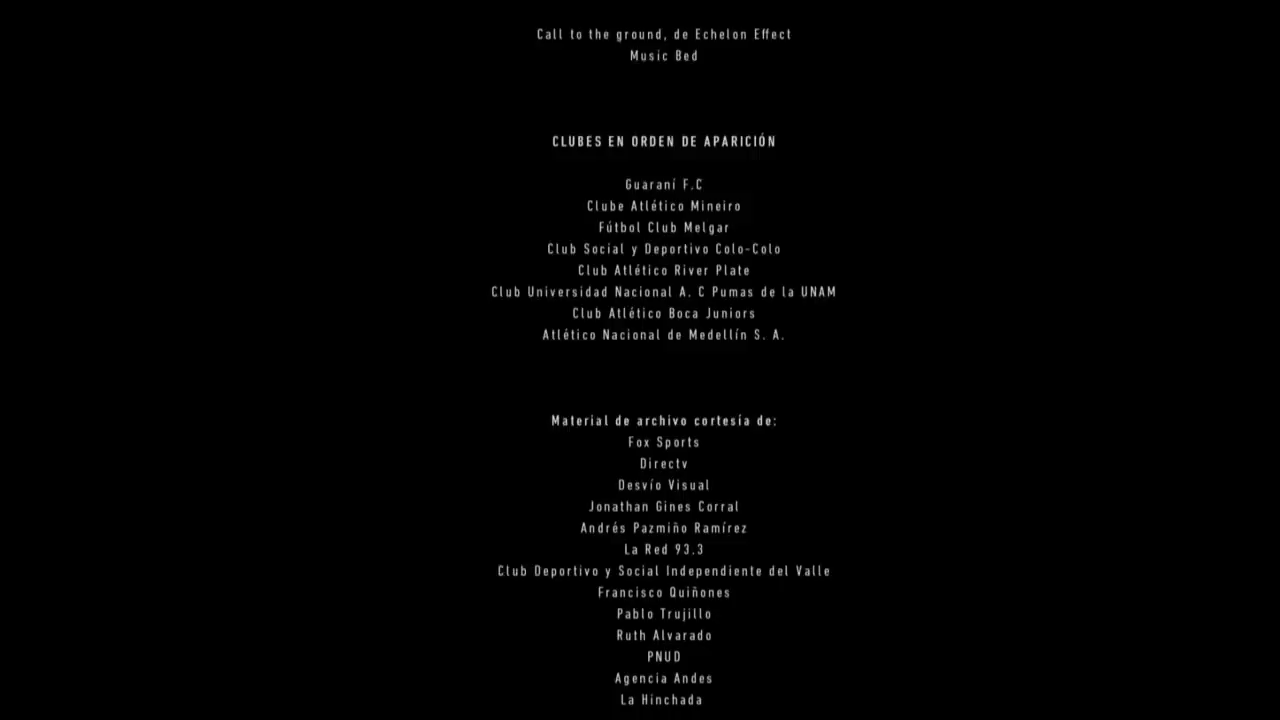 Call to the ground, de Echelon Effect
Music Bed
CLUBES EN ORDEN DE APARICIÓN
Guaraní F.C
Clube Atlético Mineiro
Fútbol Club Melgar
Club Social y Deportivo Colo-Colo
Club Atlético River Plate
Club Universidad Nacional A. C Pumas de la UNAM
Club Atlético Boca Juniors
Atlético Nacional de Medellín S. A.
Material de archivo cortesía de:
Fox Sports
Directv
Desvío Visual
Jonathan Gines Corral
Andrés Pazmiño Ramírez
La Red 93.3
Club Deportivo y Social Independiente del Valle
Francisco Quiñones
Pablo Trujillo
Ruth Alvarado
PNUD
Agencia Andes
La Hinchada